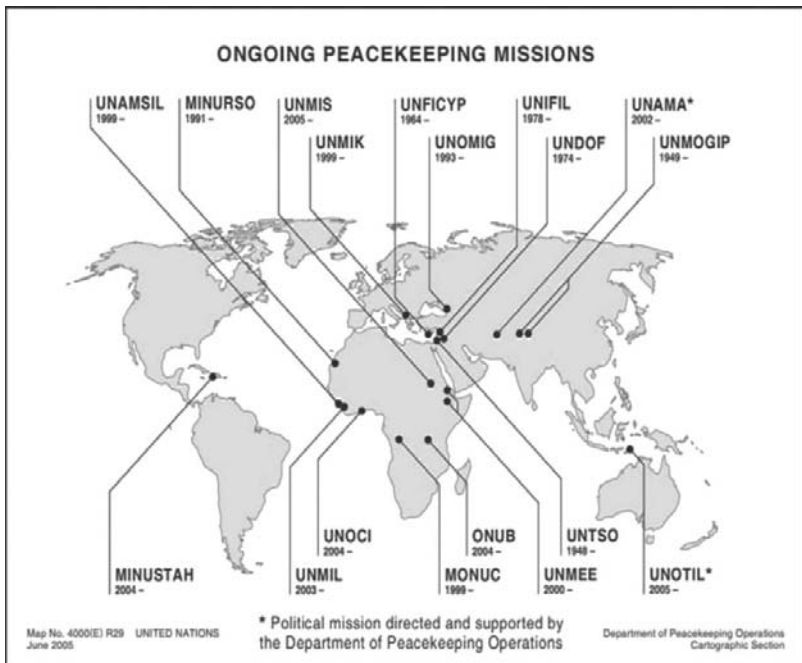 ONGOING PEACEKEEPING MISSIONS
UNAMSIL
1999 –
MINURSO
1991 –
UNMIS
2005 –
UNFICYP
1964 –
UNIFIL
1978 –
UNAMA*
2002 –
UNMIK
1999 –
UNOMIG
1993 –
UNDOF
1974 –
UNMOGIP
1949 –
UNOCI
2004 –
ONUB
2004 –
UNTSO
1948 –
MINUSTAH
2004 –
UNMIL
2003 –
MONUC
1999 –
UNMEE
2000 –
UNOTIL*
2005 –
Map No. 4000(E) R29 UNITED NATIONS
June 2005
* Political mission directed and supported by
the Department of Peacekeeping Operations
Department of Peacekeeping Operations
Cartographic Section